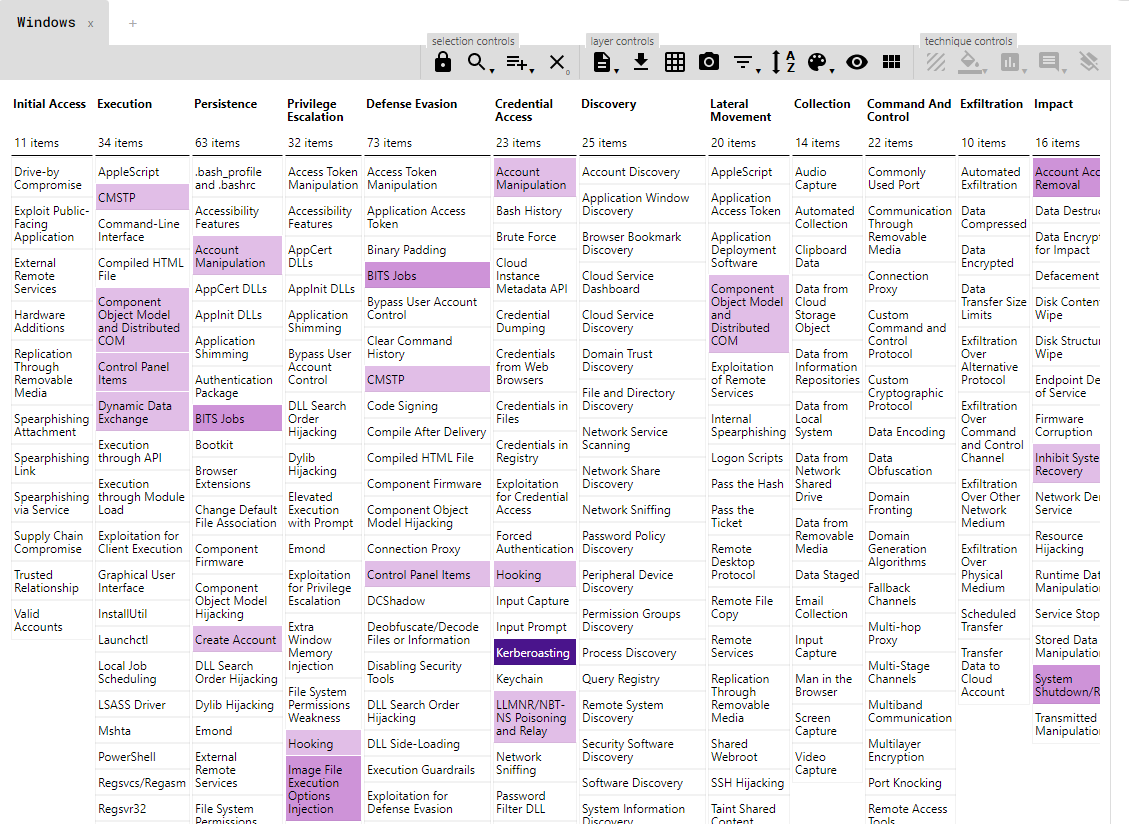 Windows x +
selection controls
layer controls
technique controls
Initial Access
11 items
Drive-by
Compromise
Exploit Public-
Facing
Application
External
Remote
Services
Hardware
Additions
Replication
Through
Removable
Media
Spearphishing
Attachment
Spearphishing
Link
Spearphishing
via Service
Supply Chain
Compromise
Trusted
Relationship
Valid
Accounts
Execution
34 items
AppleScript
CMSTP
Command-Line
Interface
Compiled HTML
File
Component
Object Model
and Distributed
COM
Control Panel
Items
Dynamic Data
Exchange
Execution
through API
Execution
through Module
Load
Exploitation for
Client Execution
Graphical User
Interface
InstallUtil
Launchctl
Local Job
Scheduling
LSASS Driver
Mshta
PowerShell
Regsvcs/Regasm
Regsvr32
Persistence
63 items
.bash_profile
and .bashrc
Accessibility
Features
Account
Manipulation
AppCert DLLs
AppInit DLLs
Application
Shimming
Authentication
Package
BITS Jobs
Bootkit
Browser
Extensions
Change Default
File Association
Component
Firmware
Component
Object Model
Hijacking
Create Account
DLL Search
Order Hijacking
Dylib Hijacking
Emond
External
Remote
Services
File System
Permissions
Privilege
Escalation
32 items
Access Token
Manipulation
Accessibility
Features
AppCert
DLLs
AppInit DLLs
Application
Shimming
Bypass User
Account
Control
DLL Search
Order
Hijacking
Dylib
Hijacking
Elevated
Execution
with Prompt
Emond
Exploitation
for Privilege
Escalation
Extra
Window
Memory
Injection
File System
Permissions
Weakness
Hooking
Image File
Execution
Options
Injection
Defense Evasion
73 items
Access Token
Manipulation
Application Access
Token
Binary Padding
BITS Jobs
Bypass User Account
Control
Clear Command
History
CMSTP
Code Signing
Compile After Delivery
Compiled HTML File
Component Firmware
Component Object
Model Hijacking
Connection Proxy
Control Panel Items
DCShadow
Deobfuscate/Decode
Files or Information
Disabling Security
Tools
DLL Search Order
Hijacking
DLL Side-Loading
Execution Guardrails
Exploitation for
Defense Evasion
Credential
Access
23 items
Account
Manipulation
Bash History
Brute Force
Cloud
Instance
Metadata API
Credential
Dumping
Credentials
from Web
Browsers
Credentials in
Files
Credentials in
Registry
Exploitation
for Credential
Access
Forced
Authentication
Hooking
Input Capture
Input Prompt
Kerberoasting
Keychain
LLMNR/NBT-
NS Poisoning
and Relay
Network
Sniffing
Password
Filter DLL
Discovery
25 items
Account Discovery
Application Window
Discovery
Browser Bookmark
Discovery
Cloud Service
Dashboard
Cloud Service
Discovery
Domain Trust
Discovery
File and Directory
Discovery
Network Service
Scanning
Network Share
Discovery
Network Sniffing
Password Policy
Discovery
Peripheral Device
Discovery
Permission Groups
Discovery
Process Discovery
Query Registry
Remote System
Discovery
Security Software
Discovery
Software Discovery
System Information
Discovery
Lateral
Movement
20 items
AppleScript
Application
Access Token
Application
Deployment
Software
Component
Object Model
and
Distributed
COM
Exploitation
of Remote
Services
Internal
Spearphishing
Logon Scripts
Pass the Hash
Pass the
Ticket
Remote
Desktop
Protocol
Remote File
Copy
Remote
Services
Replication
Through
Removable
Media
Shared
Webroot
SSH Hijacking
Taint Shared
Content
Collection
14 items
Audio
Capture
Automated
Collection
Clipboard
Data
Data from
Cloud
Storage
Object
Data from
Information
Repositories
Data from
Local
System
Data from
Network
Shared
Drive
Data from
Removable
Media
Data Staged
Email
Collection
Input
Capture
Man in the
Browser
Screen
Capture
Video
Capture
Command And
Control
22 items
Commonly
Used Port
Communication
Through
Removable
Media
Connection
Proxy
Custom
Command and
Control
Protocol
Custom
Cryptographic
Protocol
Data Encoding
Data
Obfuscation
Domain
Fronting
Domain
Generation
Algorithms
Fallback
Channels
Multi-hop
Proxy
Multi-Stage
Channels
Multiband
Communication
Multilayer
Encryption
Port Knocking
Remote Access
Tools
Exfiltration
10 items
Automated
Exfiltration
Data
Compressed
Data
Encrypted
Data
Transfer Size
Limits
Exfiltration
Over
Alternative
Protocol
Exfiltration
Over
Command
and Control
Channel
Exfiltration
Over Other
Network
Medium
Exfiltration
Over
Physical
Medium
Scheduled
Transfer
Transfer
Data to
Cloud
Account
Impact
16 items
Account Acc
Removal
Data Destruc
Data Encryp
for Impact
Defacement
Disk Conten
Wipe
Disk Structu
Wipe
Endpoint De
of Service
Firmware
Corruption
Inhibit Syste
Recovery
Network De
Service
Resource
Hijacking
Runtime Dat
Manipulatio
Service Stop
Stored Data
Manipulatio
System
Shutdown/R
Transmitted
Manipulatio